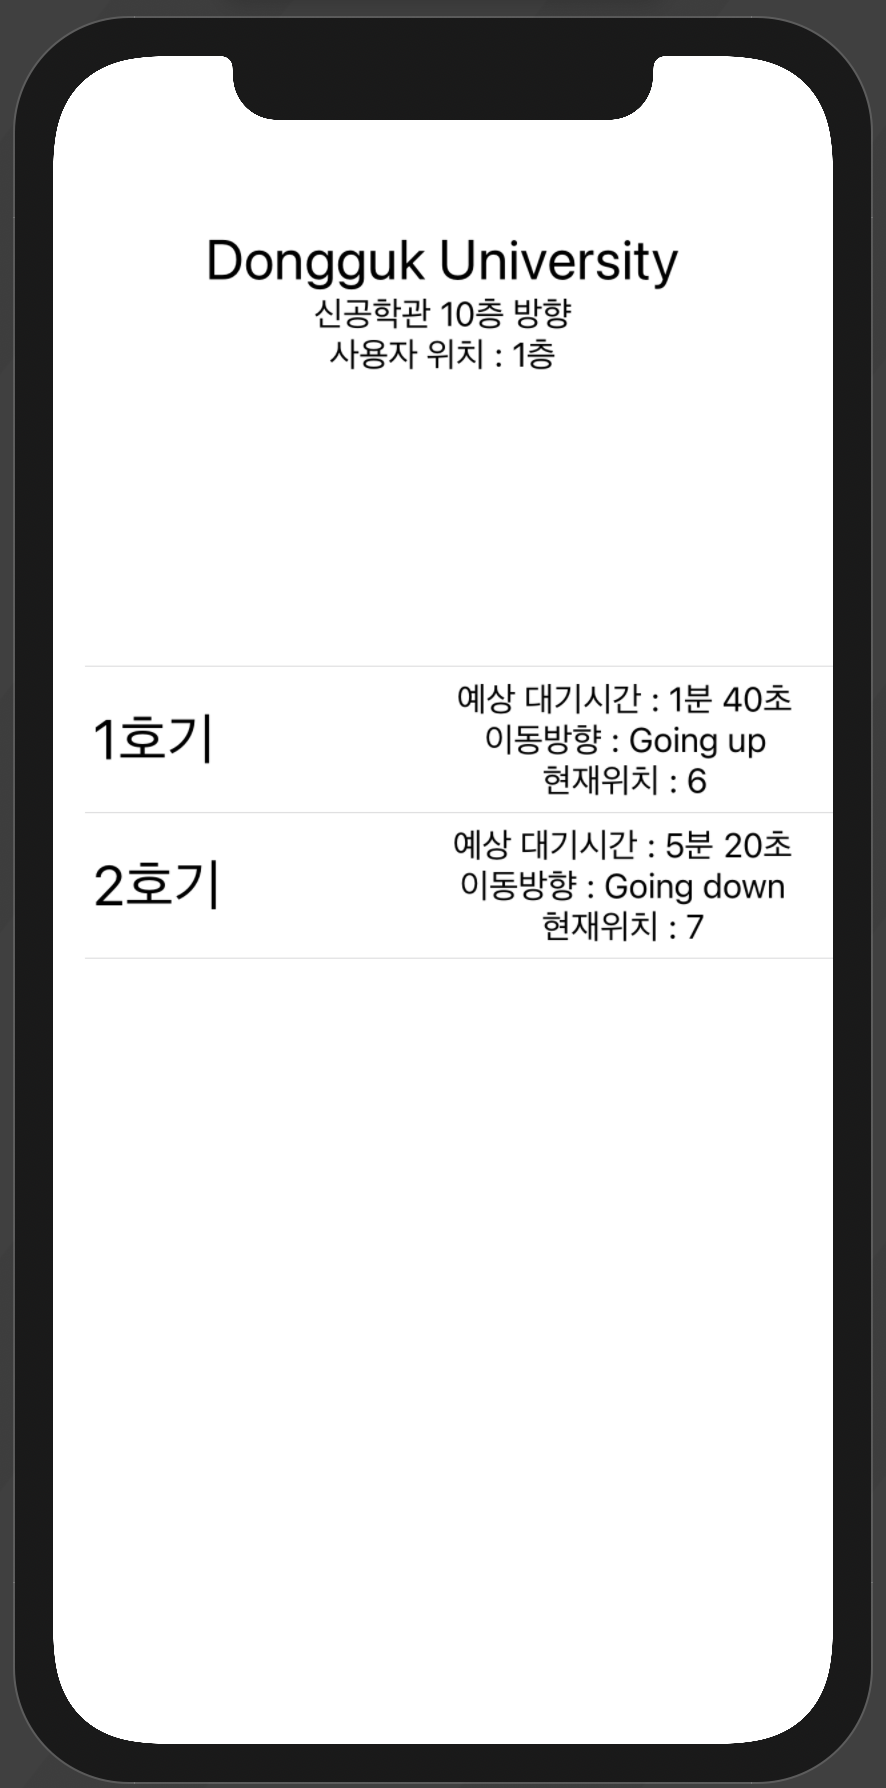 Dongguk University
신공학관 10층 방향
사용자 위치 : 1층
1호기
예상 대기시간 : 1분 40초
이동방향 : Going up
현재위치 : 6
2호기
예상 대기시간 : 5분 20초
이동방향 : Going down
현재위치 : 7